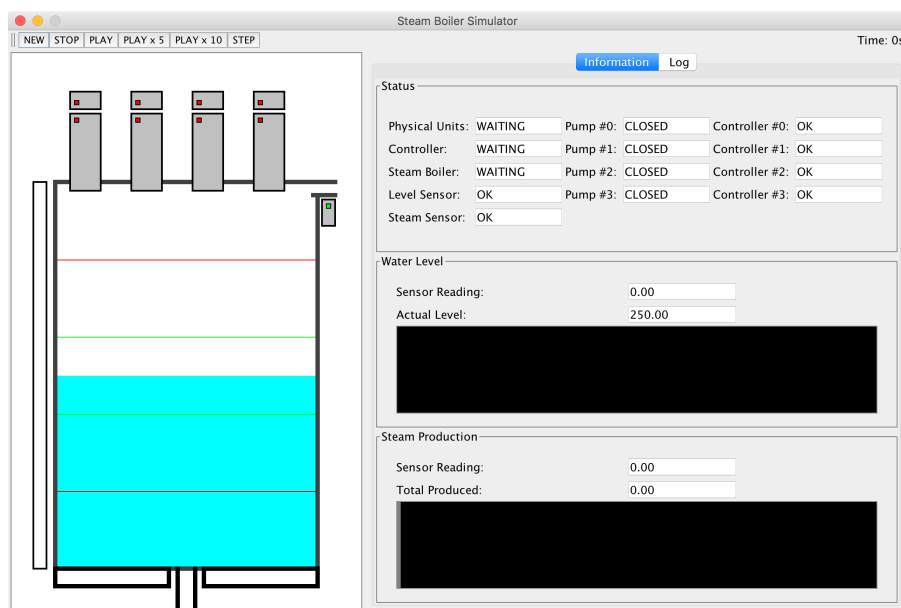 Steam Boiler Simulator
NEW STOP PLAY PLAY x 5 PLAY x 10 STEP Time: 0s
Information Log
Status
Physical Units: WAITING Pump #0: CLOSED Controller #0: OK
Controller: WAITING Pump #1: CLOSED Controller #1: OK
Steam Boiler: WAITING Pump #2: CLOSED Controller #2: OK
Level Sensor: OK Pump #3: CLOSED Controller #3: OK
Steam Sensor: OK
Water Level
Sensor Reading: 0.00
Actual Level: 250.00
Steam Production
Sensor Reading: 0.00
Total Produced: 0.00